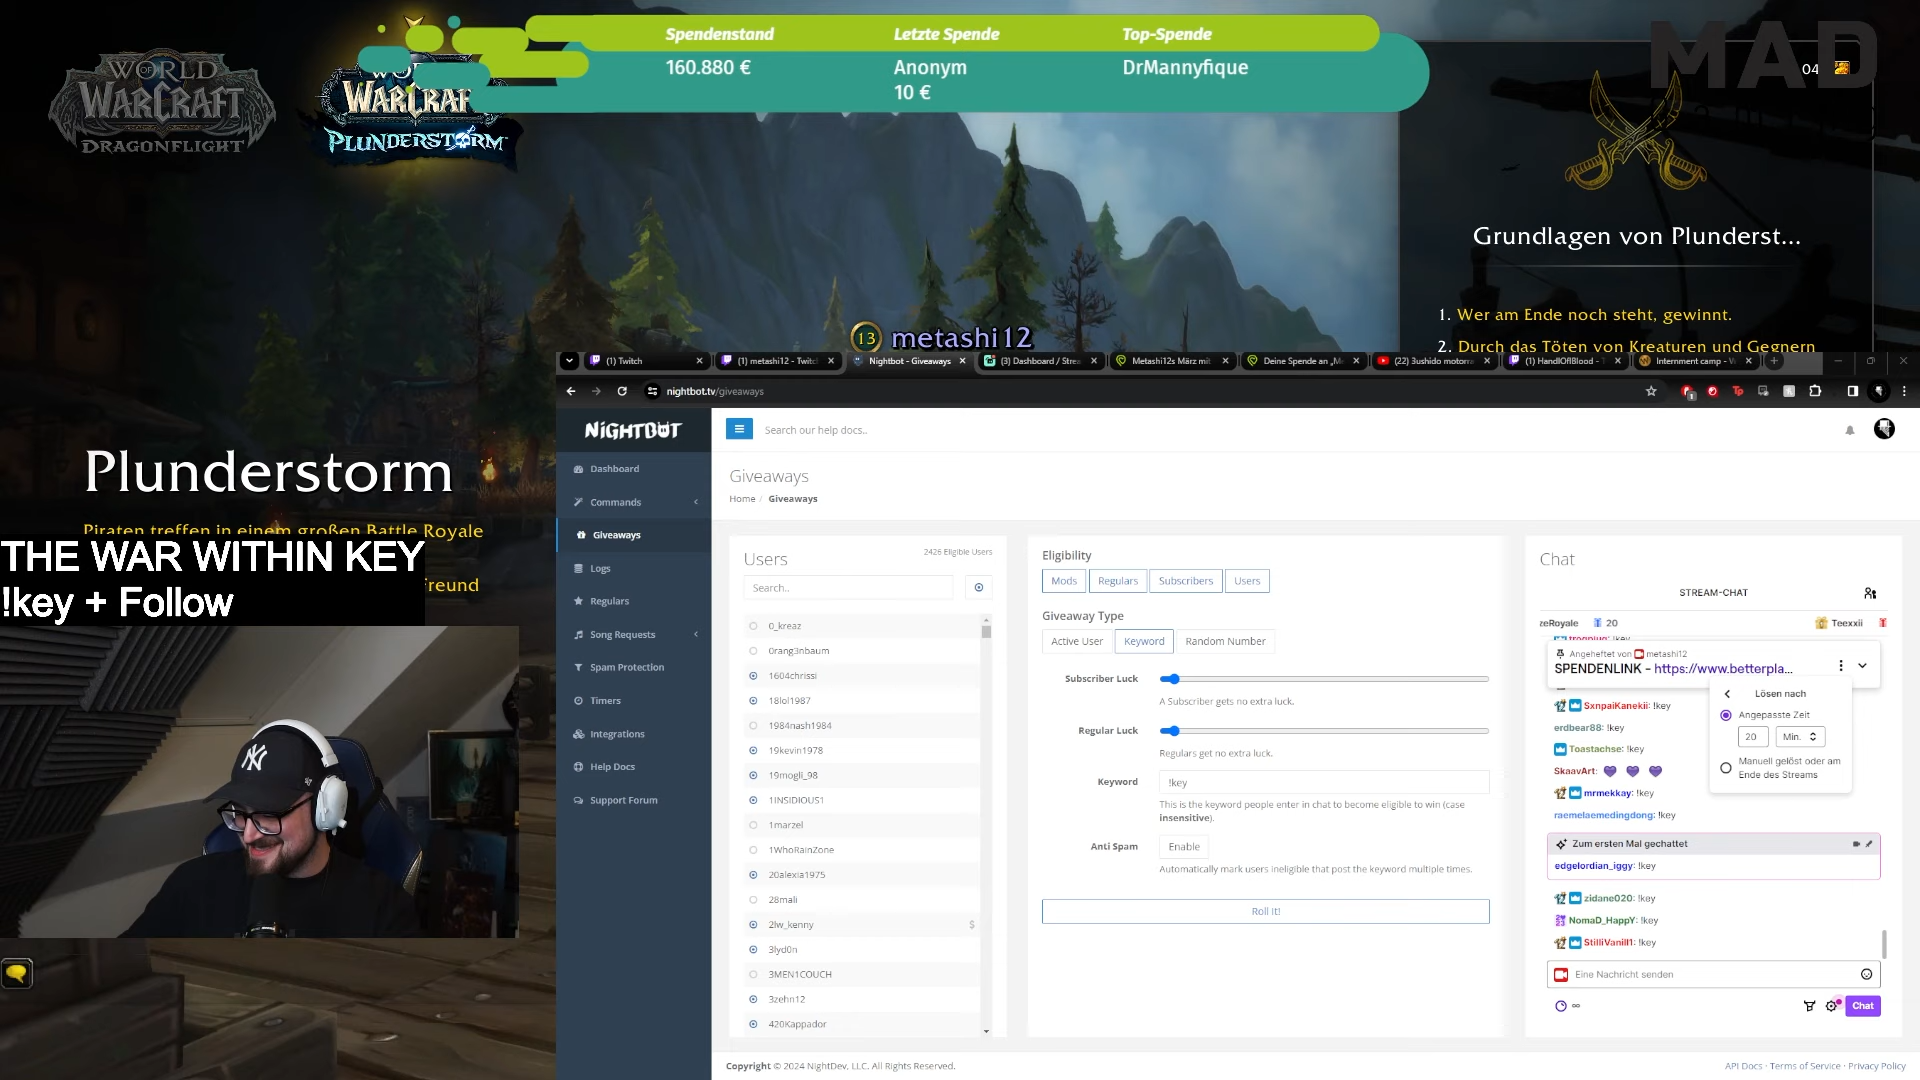 WORLD
OF
WARCRAFT
DRAGONFLIGHT
PLUNDERSTORM
Spendenstand
160.880 €
Letzte Spende
Anonym
10 €
Top-Spende
DrMannyfique
MAD
04
Grundlagen von Plunderst...
1. Wer am Ende noch steht, gewinnt.
2. Durch das Töten von Kreaturen und Gegnern
13 metashi12
Plunderstorm
Piraten treffen in einem großen Battle Royale
Freund
THE WAR WITHIN KEY
!key + Follow
(1) Twitch
(1) metashi12 - Twitch
Nightbot - Giveaways
(3) Dashboard / Strea
Metashi12s März mit
Deine Spende an „M
(1) HandIOfIBlood - T
Internment camp - W
nightbot.tv/giveaways
NIGHTBOT
Dashboard
Commands
Giveaways
Logs
Regulars
Song Requests
Spam Protection
Timers
Integrations
Help Docs
Support Forum
Search our help docs..
Giveaways
Home / Giveaways
Users
2426 Eligible Users
Search..
0_kreaz
0rang3nbaum
1604chrissi
18lol1987
1984nash1984
19kevin1978
19mogli_98
1INSIDIOUS1
1marzel
1WhoRainZone
20alexia1975
28mali
2lw_kenny $
3lyd0n
3MEN1COUCH
3zehn12
420Kappador
Eligibility
Mods Regulars Subscribers Users
Giveaway Type
Active User Keyword Random Number
Subscriber Luck
A Subscriber gets no extra luck.
Regular Luck
Regulars get no extra luck.
Keyword !key
This is the keyword people enter in chat to become eligible to win (case
insensitive).
Anti Spam Enable
Automatically mark users ineligible that post the keyword multiple times.
Roll It!
Chat
STREAM-CHAT
zeRoyale 20 Teexxii
Angeheftet von metashi12
SPENDENLINK - https://www.betterpla...
Lösen nach
Angepasste Zeit
20 Min.
Manuell gelöst oder am
Ende des Streams
SxnpaiKanekii: !key
erdbear88: !key
Toastachse: !key
SkaavArt:
mrmekkay: !key
raemelaemedingdong: !key
Zum ersten Mal gechattet
edgelordian_iggy: !key
zidane020: !key
NomaD_HappY: !key
StilliVanill1: !key
Eine Nachricht senden
Chat
Copyright © 2024 NightDev, LLC. All Rights Reserved.
API Docs · Terms of Service · Privacy Policy